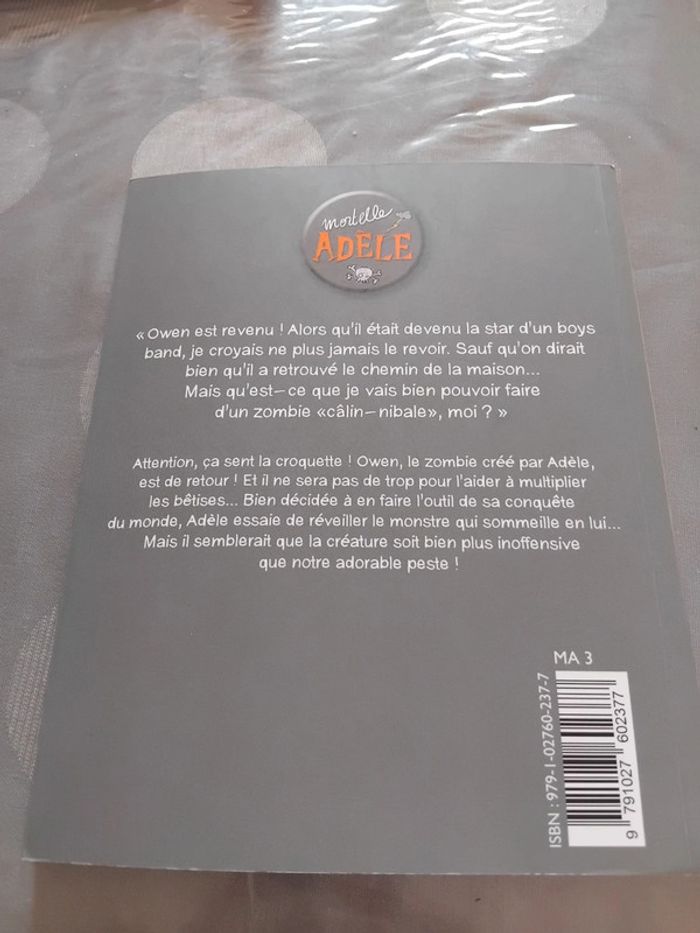 mortelle
ADÈLE
« Owen est revenu ! Alors qu'il était devenu la star d'un boys
band, je croyais ne plus jamais le revoir. Sauf qu'on dirait
bien qu'il a retrouvé le chemin de la maison...
Mais qu'est-ce que je vais bien pouvoir faire
d'un zombie «câlin-nibale», moi ? »
Attention, ça sent la croquette ! Owen, le zombie créé par Adèle,
est de retour ! Et il ne sera pas de trop pour l'aider à multiplier
les bêtises... Bien décidée à en faire l'outil de sa conquête
du monde, Adèle essaie de réveiller le monstre qui sommeille en lui...
Mais il semblerait que la créature soit bien plus inoffensive
que notre adorable peste !
MA 3
ISBN : 979-1-02760-237-7
9 791027 602377